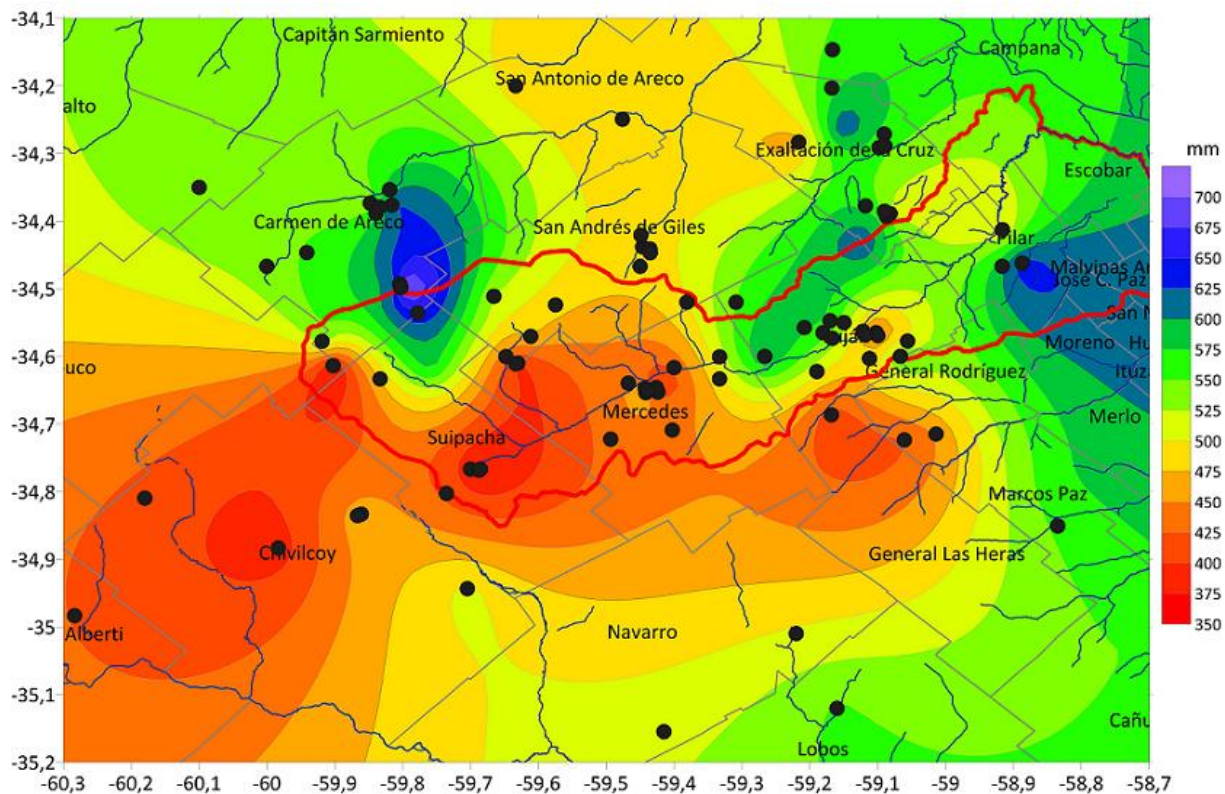 -34,1
Capitán Sarmiento
Campana
-34,2
San Antonio de Areco
alto
-34,3
mm
Exaltación de la Cruz
Escobar
700
-34,4
Carmen de Areco
San Andrés de Giles
675
Pilar
650
-34,5
Malvipas Ar
José C. Paz
625
San M
600
-34,6
Moreno
Hu
575
uco
General Rodríguez
Ituza
550
Mercedes
Merlo
525
-34,7
Suipacha
500
475
-34,8
Marcos Paz
450
425
-34,9
Chivilcoy
General Las Heras
400
375
-35
Alberti
Navarro
350
-35,1
Cañu
Lobos
-35,2
-60,3 -60,2 -60,1 -60 -59,9 -59,8 -59,7 -59,6 -59,5 -59,4 -59,3 -59,2 -59,1 -59 -58,9 -58,8 -58,7